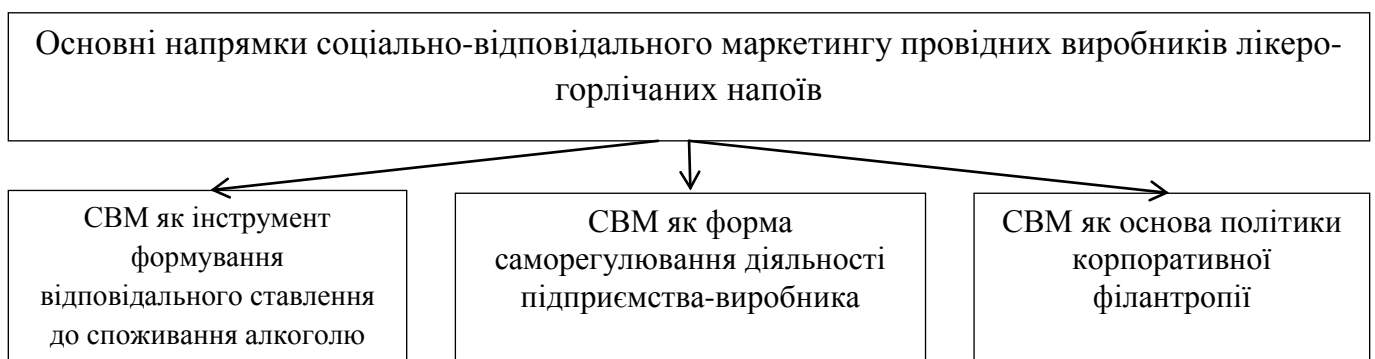 Основні напрямки соціально-відповідального маркетингу провідних виробників лікеро-
горлічаних напоїв
СВМ як інструмент
формування
відповідального ставлення
до споживання алкоголю
СВМ як форма
саморегулювання діяльності
підприємства-виробника
СВМ як основа політики
корпоративної
філантропії